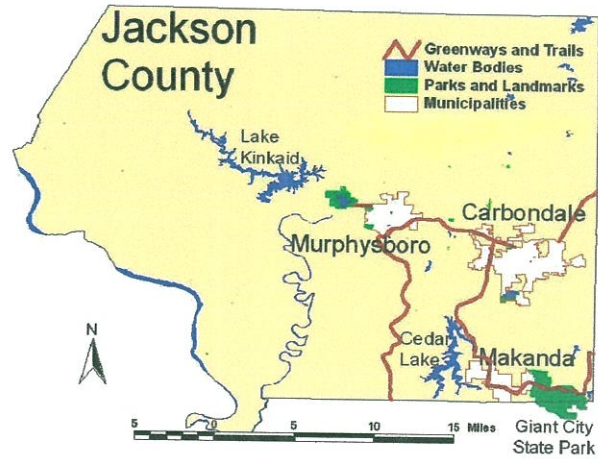 Jackson
County
Greenways and Trails
Water Bodies
Parks and Landmarks
Municipalities
Lake
Kinkaid
Carbondale
Murphysboro
N
Cedar
Lake
Makanda
5 0 5 10 15 Miles
Giant City
State Park